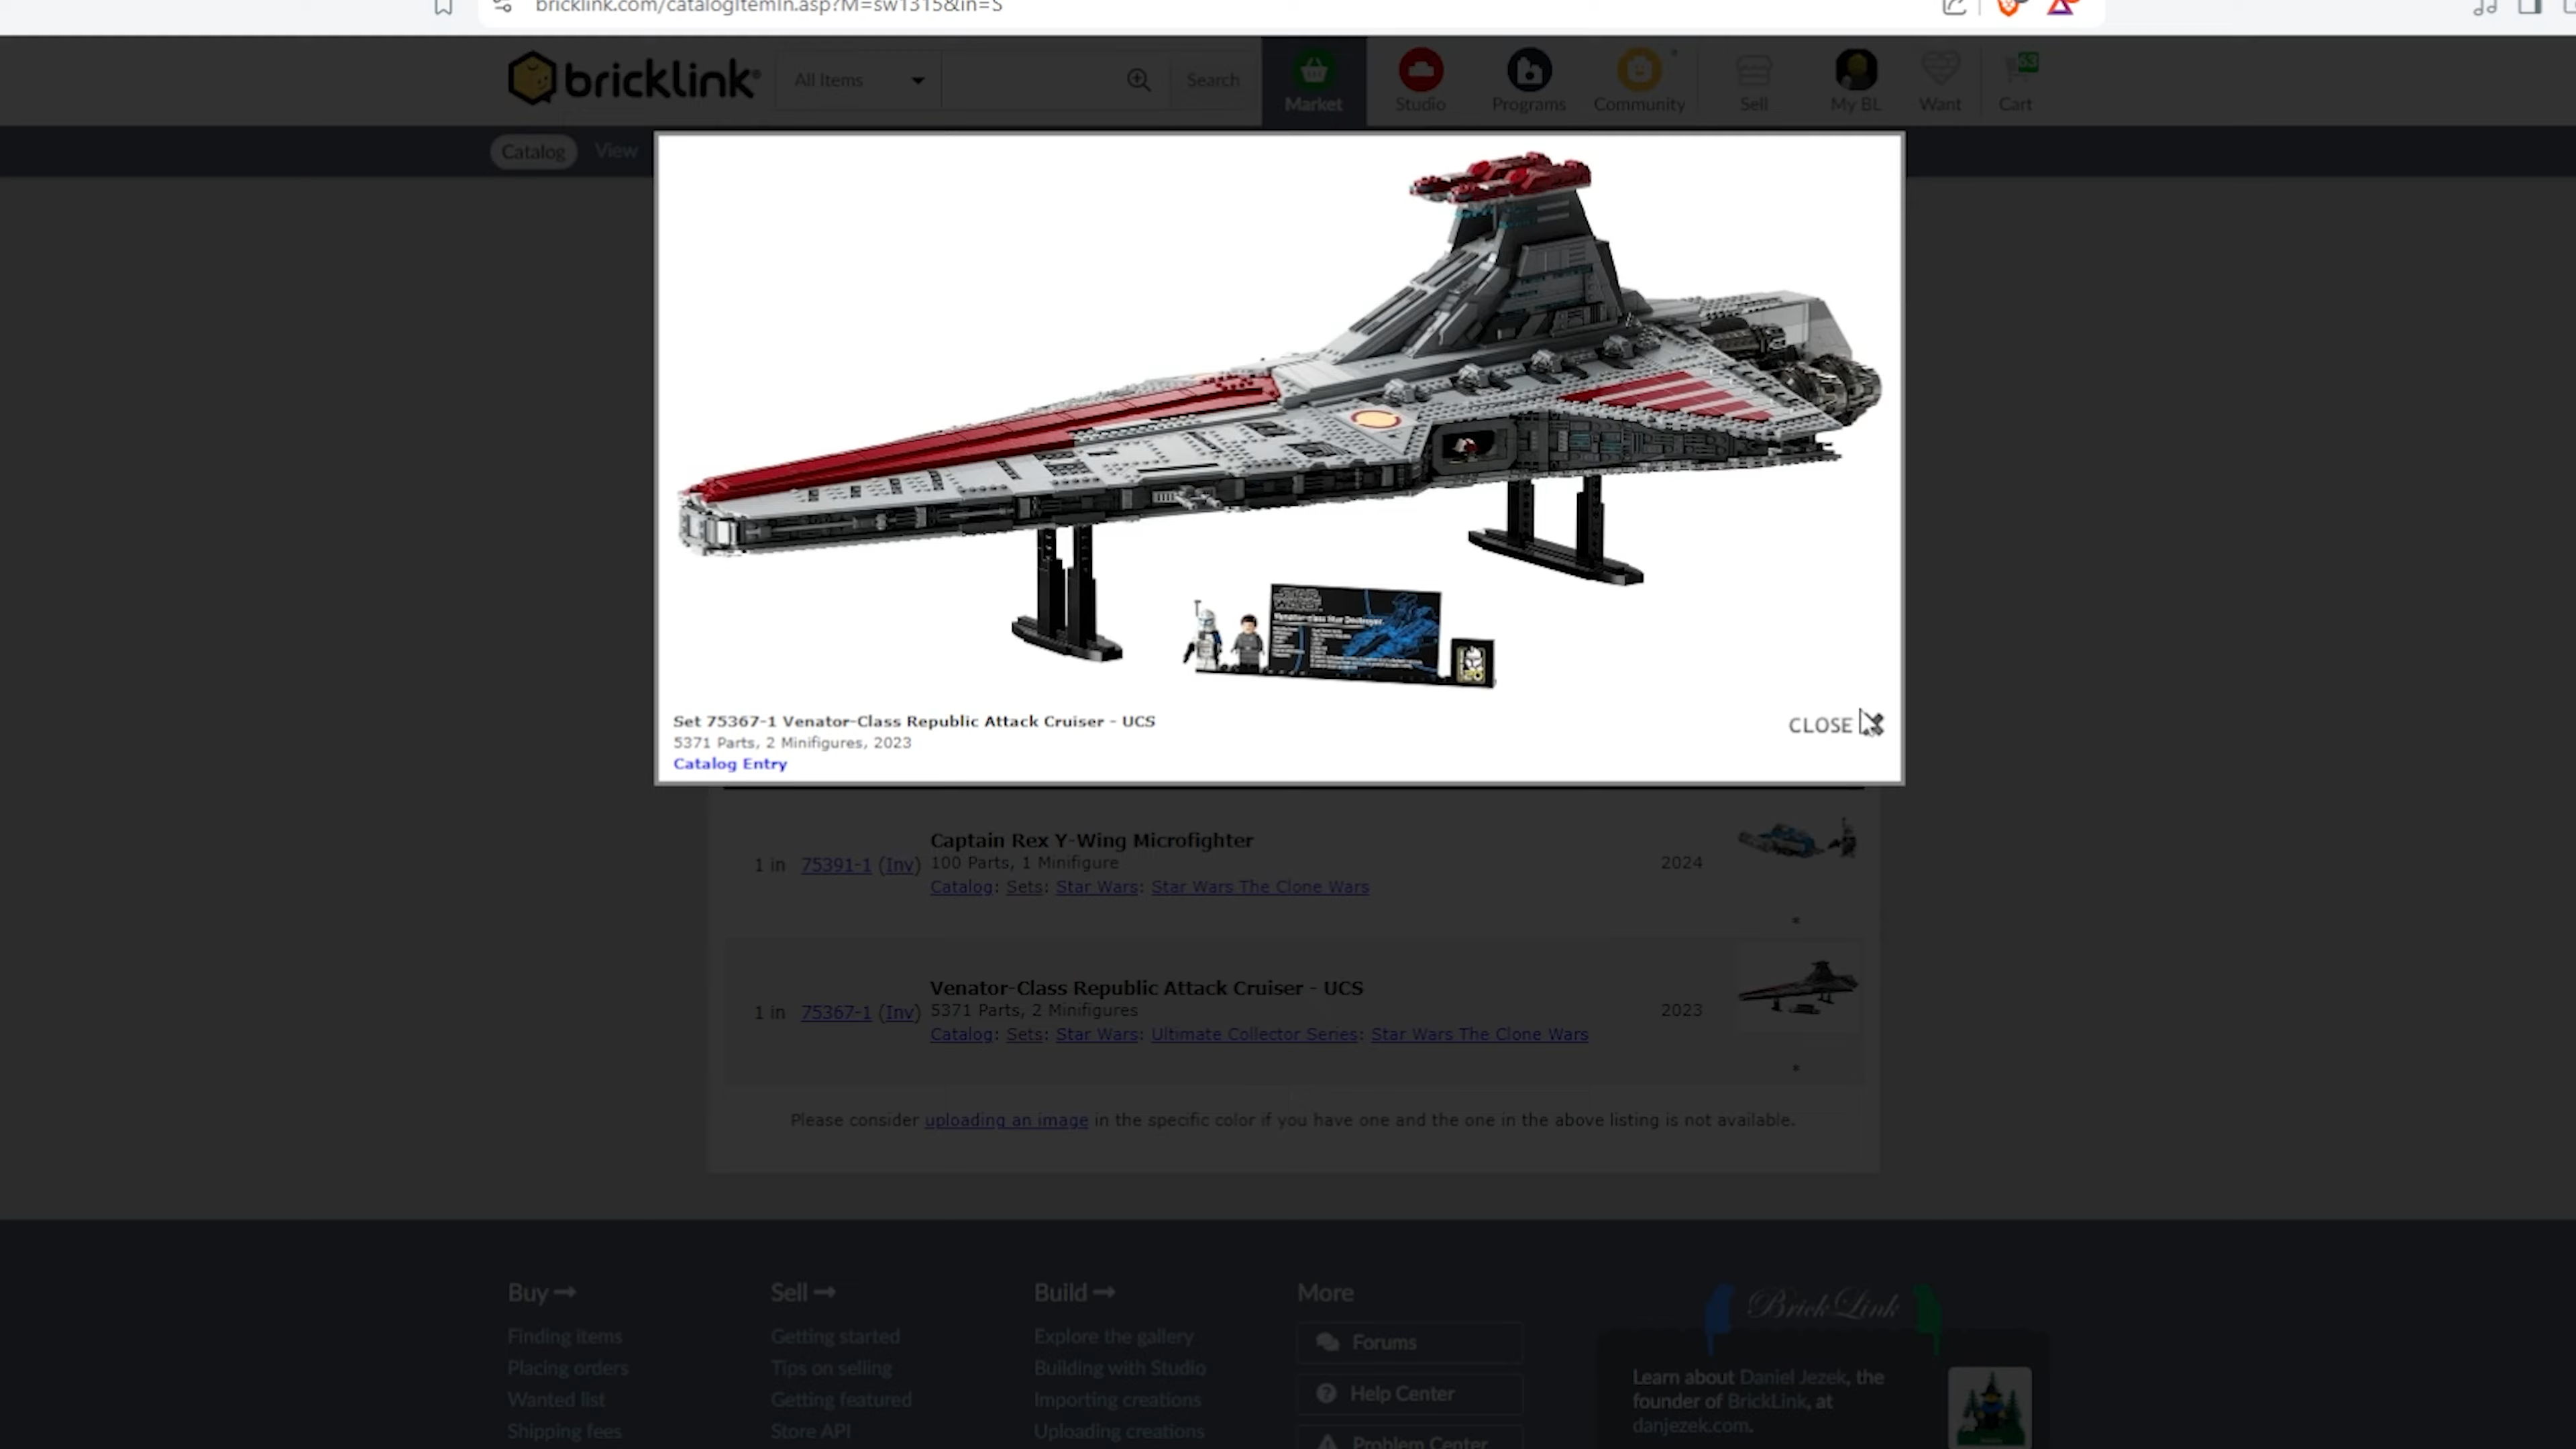 bricklink.com/catalogItemIn.asp?M=sw1315&in=S
bricklink®
All Items
Search
Market
Studio
Programs
Community
Sell
My BL
Want
63
Cart
Catalog
View
Venator-class Star Destroyer
20
Set 75367-1 Venator-Class Republic Attack Cruiser - UCS
5371 Parts, 2 Minifigures, 2023
Catalog Entry
CLOSE
1 in 75391-1 (Inv)
Captain Rex Y-Wing Microfighter
100 Parts, 1 Minifigure
Catalog: Sets: Star Wars: Star Wars The Clone Wars
2024
1 in 75367-1 (Inv)
Venator-Class Republic Attack Cruiser - UCS
5371 Parts, 2 Minifigures
Catalog: Sets: Star Wars: Ultimate Collector Series: Star Wars The Clone Wars
2023
Please consider uploading an image in the specific color if you have one and the one in the above listing is not available.
Buy
Finding items
Placing orders
Wanted list
Shipping fees
Sell
Getting started
Tips on selling
Getting featured
Store API
Build
Explore the gallery
Building with Studio
Importing creations
Uploading creations
More
Forums
Help Center
Problem Center
BrickLink
Learn about Daniel Jezek, the
founder of BrickLink, at
danjezek.com.